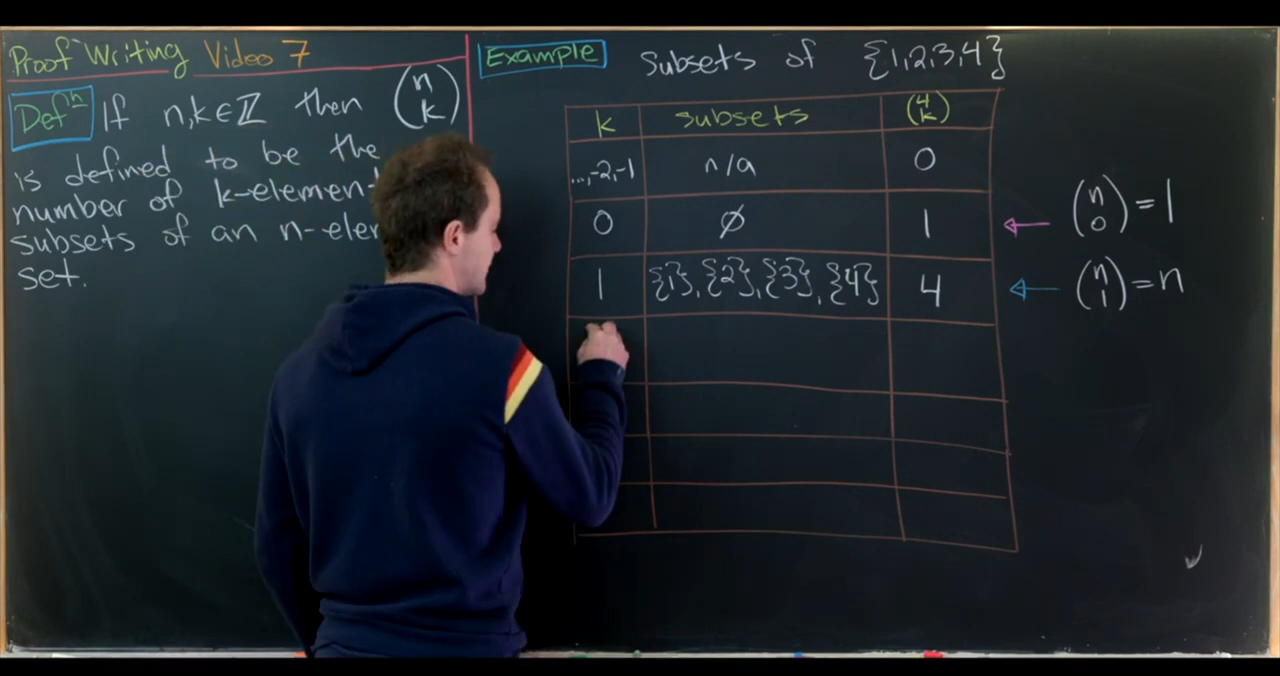 Proof Writing Video 7
Defⁿ If n,k∈ℤ then (n k)
is defined to be the
number of k-element
subsets of an n-ele
set.
Example Subsets of {1,2,3,4}
k subsets (4 k)
...,-2,-1 n/a 0
0 ∅ 1 ← (n 0) = 1
1 {1}, {2}, {3}, {4} 4 ← (n 1) = n